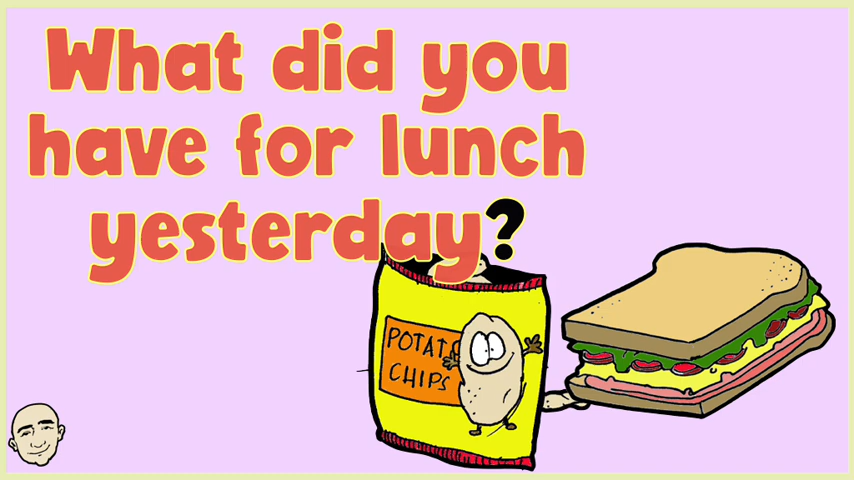 What did you
have for lunch
yesterday?
POTATO
CHIPS